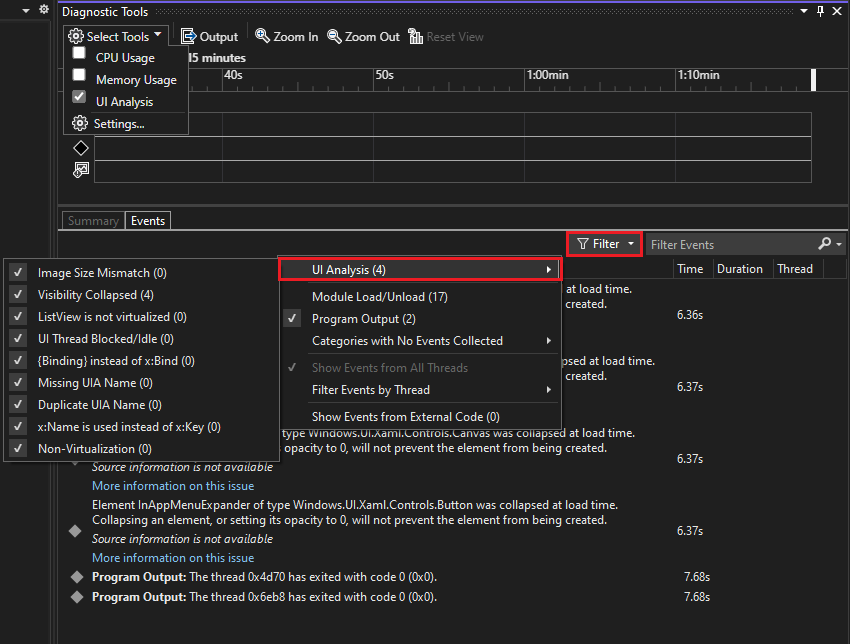 Diagnostic Tools
Select Tools Output Zoom In Zoom Out Reset View
CPU Usage
Memory Usage
UI Analysis
Settings...
15 minutes
40s 50s 1:00min 1:10min
Summary Events
Filter Filter Events
Time Duration Thread
UI Analysis (4)
Module Load/Unload (17)
Program Output (2)
Categories with No Events Collected
Show Events from All Threads
Filter Events by Thread
Show Events from External Code (0)
Image Size Mismatch (0)
Visibility Collapsed (4)
ListView is not virtualized (0)
UI Thread Blocked/Idle (0)
{Binding} instead of x:Bind (0)
Missing UIA Name (0)
Duplicate UIA Name (0)
x:Name is used instead of x:Key (0)
Non-Virtualization (0)
at load time.
created.
6.36s
at load time.
created.
6.37s
type Windows.UI.Xaml.Controls.Canvas was collapsed at load time.
opacity to 0, will not prevent the element from being created.
6.37s
Source information is not available
More information on this issue
Element InAppMenuExpander of type Windows.UI.Xaml.Controls.Button was collapsed at load time.
Collapsing an element, or setting its opacity to 0, will not prevent the element from being created.
6.37s
Source information is not available
More information on this issue
Program Output: The thread 0x4d70 has exited with code 0 (0x0). 7.68s
Program Output: The thread 0x6eb8 has exited with code 0 (0x0). 7.68s